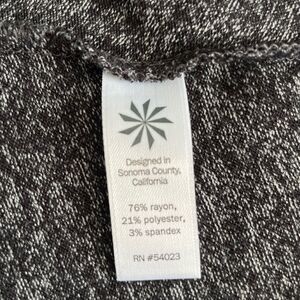 Designed in
Sonoma County,
California
76% rayon,
21% polyester,
3% spandex
RN #54023